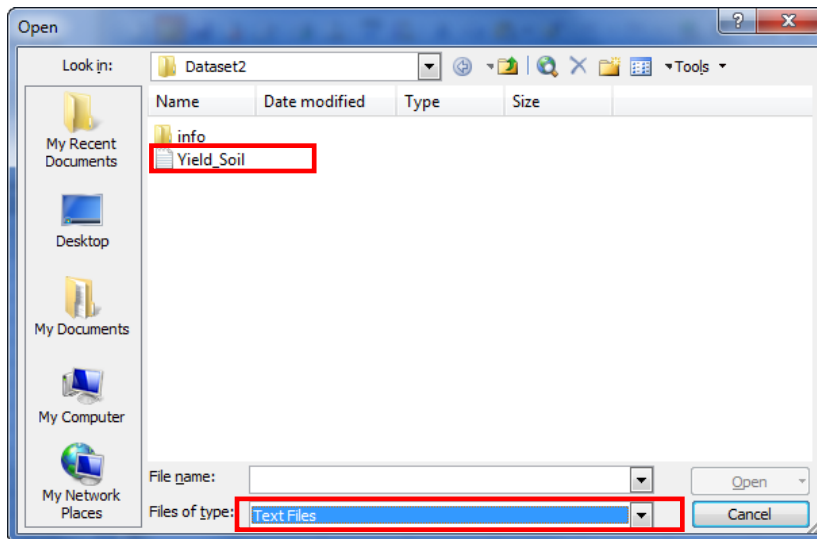 Open
?
X
Look in:
Dataset2
Tools
Name Date modified Type Size
info
Yield_Soil
My Recent
Documents
Desktop
My Documents
My Computer
My Network
Places
File name:
Open
Files of type:
Text Files
Cancel